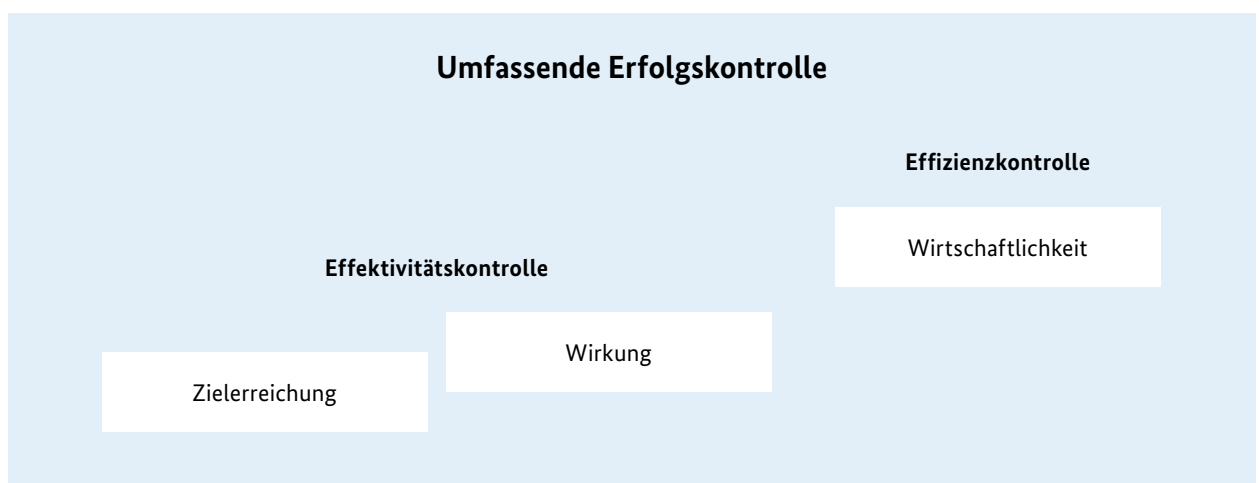 Umfassende Erfolgskontrolle
Effizienzkontrolle
Wirtschaftlichkeit
Effektivitätskontrolle
Wirkung
Zielerreichung